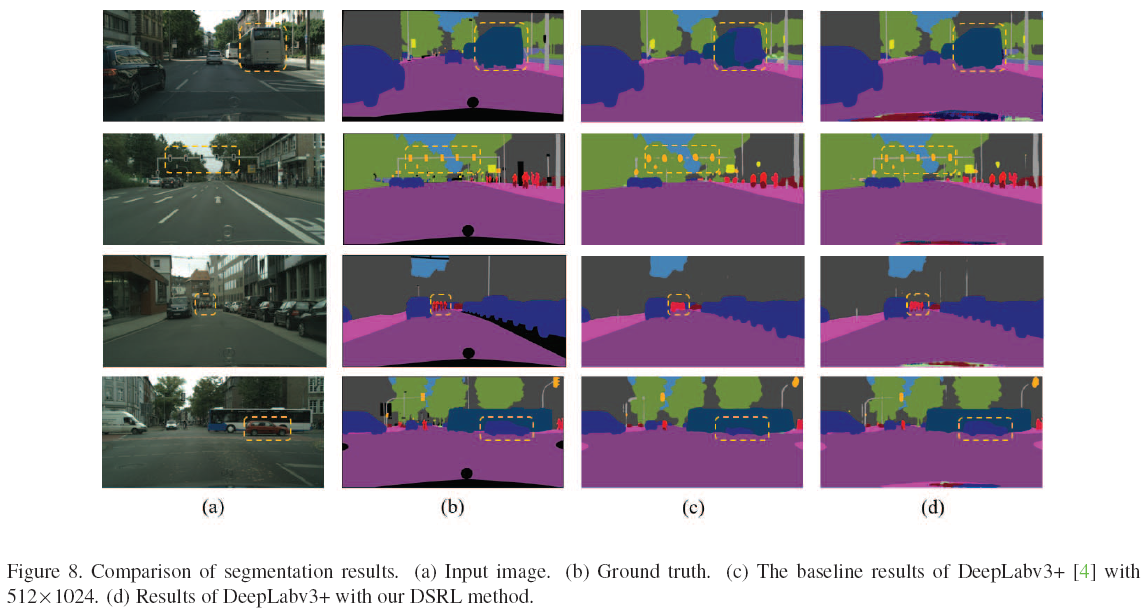 (a) (b) (c) (d)
Figure 8. Comparison of segmentation results. (a) Input image. (b) Ground truth. (c) The baseline results of DeepLabv3+ [4] with
512×1024. (d) Results of DeepLabv3+ with our DSRL method.